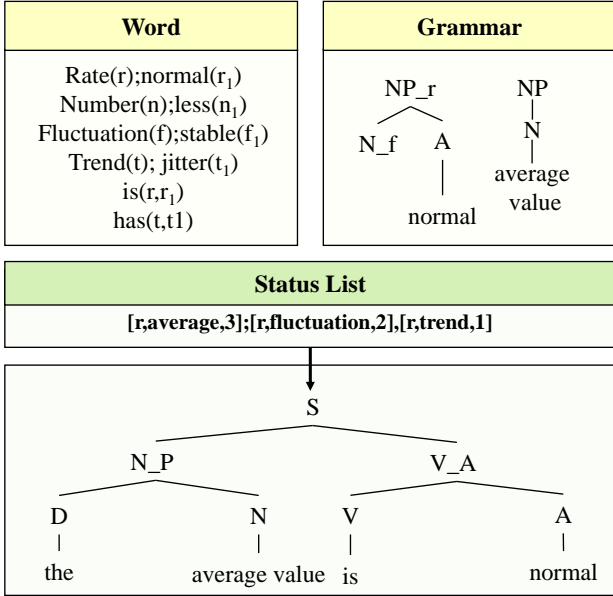 Word
Rate(r);normal(r₁)
Number(n);less(n₁)
Fluctuation(f);stable(f₁)
Trend(t); jitter(t₁)
is(r,r₁)
has(t,t1)
Grammar
NP_r NP
N_f A N
normal average
value
Status List
[r,average,3];[r,fluctuation,2],[r,trend,1]
S
N_P V_A
D N V A
the average value is normal